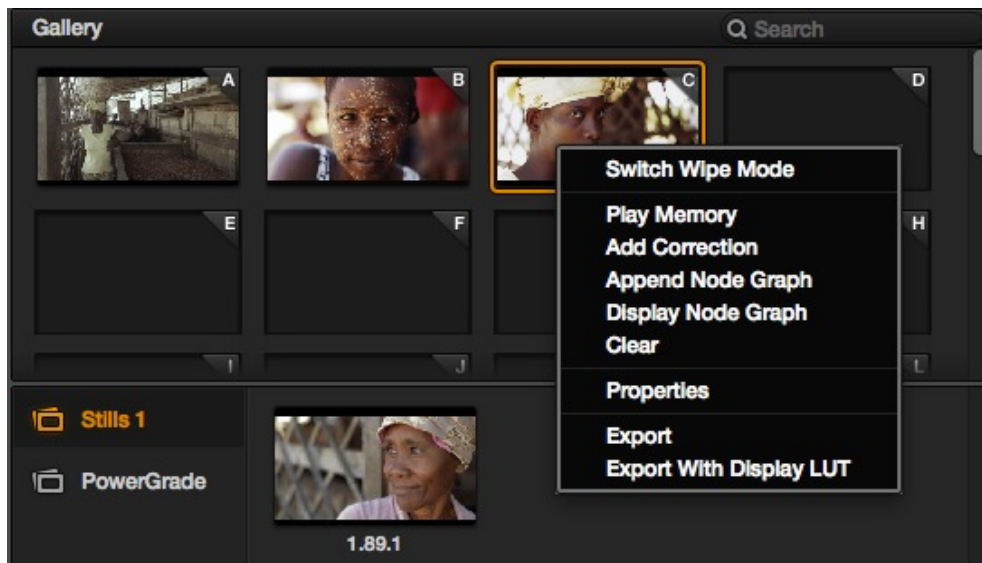 Gallery
Search
A
B
C
D
Switch Wipe Mode
Play Memory
E
F
H
Add Correction
Append Node Graph
Display Node Graph
Clear
I
J
L
Properties
Stills 1
Export
PowerGrade
Export With Display LUT
1.89.1